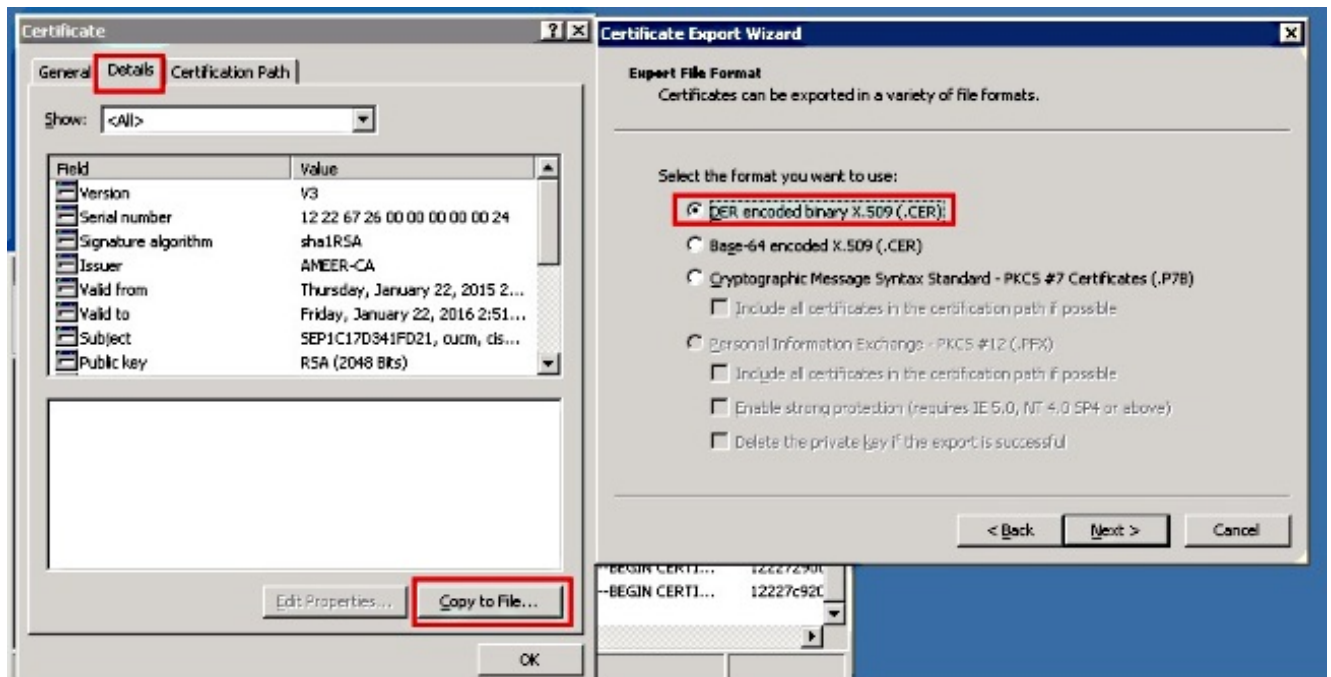 Certificate
General Details Certification Path
Show: <All>
Field Value
Version V3
Serial number 12 22 67 26 00 00 00 00 00 24
Signature algorithm sha1RSA
Issuer AMEER-CA
Valid from Thursday, January 22, 2015 2...
Valid to Friday, January 22, 2016 2:51...
Subject SEP1C17D341FD21, cucm, cis...
Public key RSA (2048 Bits)
Edit Properties... Copy to File...
OK
Certificate Export Wizard
Export File Format
Certificates can be exported in a variety of file formats.
Select the format you want to use:
DER encoded binary X.509 (.CER)
Base-64 encoded X.509 (.CER)
Cryptographic Message Syntax Standard - PKCS #7 Certificates (.P7B)
Include all certificates in the certification path if possible
Personal Information Exchange - PKCS #12 (.PFX)
Include all certificates in the certification path if possible
Enable strong protection (requires IE 5.0, NT 4.0 SP4 or above)
Delete the private key if the export is successful
< Back Next > Cancel
--BEGIN CERTI...
--BEGIN CERTI... 12227c92C